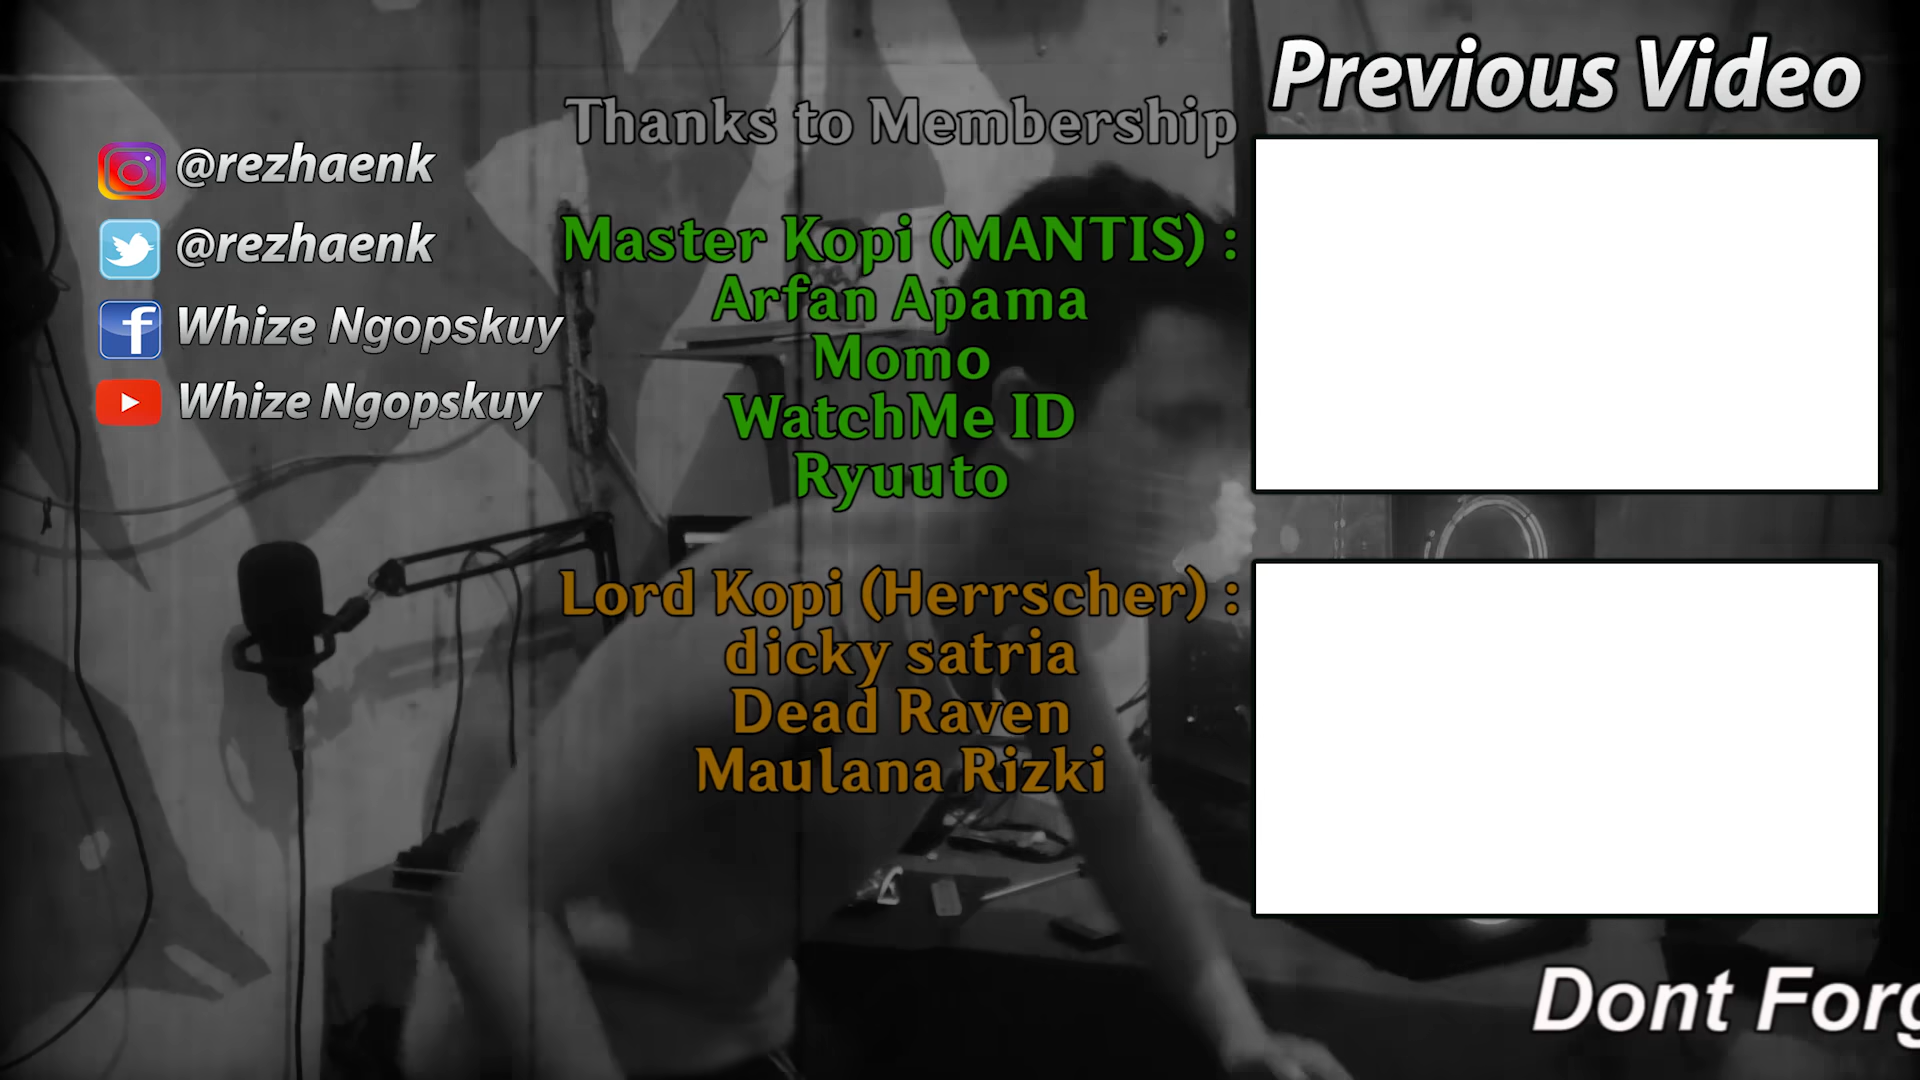 @rezhaenk
@rezhaenk
Whize Ngopskuy
Whize Ngopskuy
Thanks to Membership
Master Kopi (MANTIS) :
Arfan Apama
Momo
WatchMe ID
Ryuuto
Lord Kopi (Herrscher) :
dicky satria
Dead Raven
Maulana Rizki
Previous Video
Dont Forg